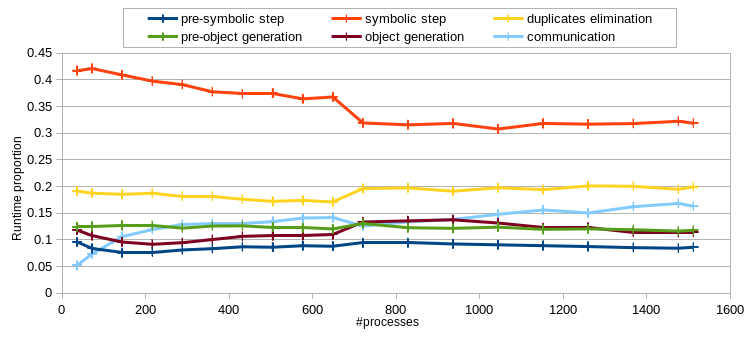 pre-symbolic step symbolic step duplicates elimination
pre-object generation object generation communication
0.45
0.4
0.35
0.3
0.25
0.2
0.15
0.1
0.05
0
Runtime proportion
0 200 400 600 800 1000 1200 1400 1600
#processes